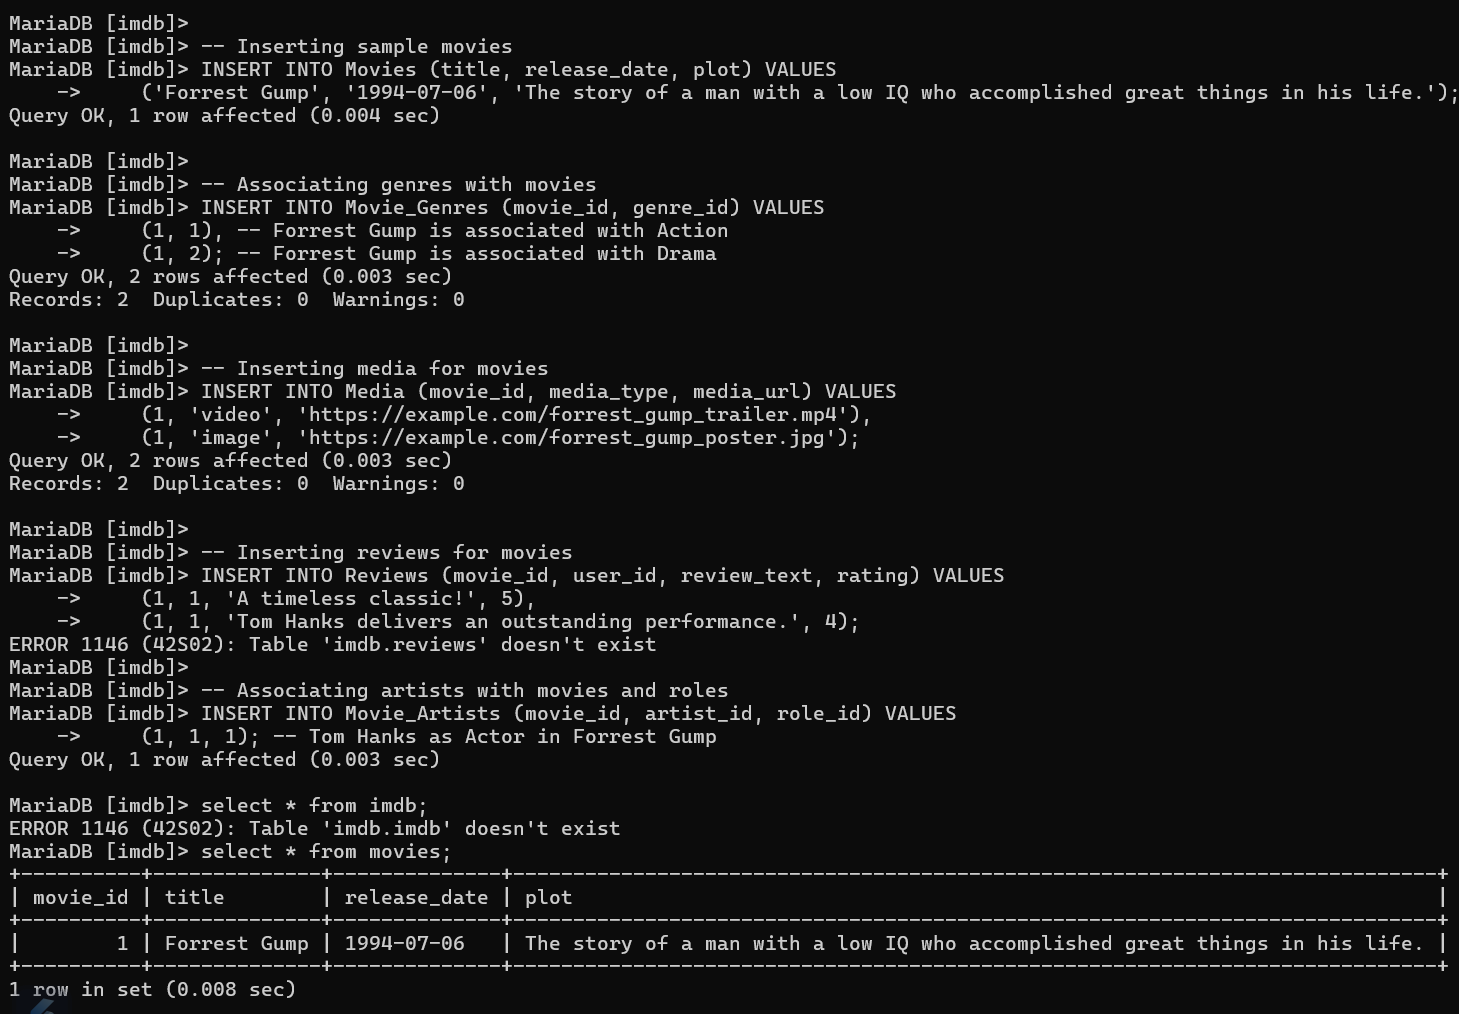 MariaDB [imdb]>
MariaDB [imdb]> -- Inserting sample movies
MariaDB [imdb]> INSERT INTO Movies (title, release_date, plot) VALUES
    ->     ('Forrest Gump', '1994-07-06', 'The story of a man with a low IQ who accomplished great things in his life.');
Query OK, 1 row affected (0.004 sec)

MariaDB [imdb]>
MariaDB [imdb]> -- Associating genres with movies
MariaDB [imdb]> INSERT INTO Movie_Genres (movie_id, genre_id) VALUES
    ->     (1, 1), -- Forrest Gump is associated with Action
    ->     (1, 2); -- Forrest Gump is associated with Drama
Query OK, 2 rows affected (0.003 sec)
Records: 2  Duplicates: 0  Warnings: 0

MariaDB [imdb]>
MariaDB [imdb]> -- Inserting media for movies
MariaDB [imdb]> INSERT INTO Media (movie_id, media_type, media_url) VALUES
    ->     (1, 'video', 'https://example.com/forrest_gump_trailer.mp4'),
    ->     (1, 'image', 'https://example.com/forrest_gump_poster.jpg');
Query OK, 2 rows affected (0.003 sec)
Records: 2  Duplicates: 0  Warnings: 0

MariaDB [imdb]>
MariaDB [imdb]> -- Inserting reviews for movies
MariaDB [imdb]> INSERT INTO Reviews (movie_id, user_id, review_text, rating) VALUES
    ->     (1, 1, 'A timeless classic!', 5),
    ->     (1, 1, 'Tom Hanks delivers an outstanding performance.', 4);
ERROR 1146 (42S02): Table 'imdb.reviews' doesn't exist
MariaDB [imdb]>
MariaDB [imdb]> -- Associating artists with movies and roles
MariaDB [imdb]> INSERT INTO Movie_Artists (movie_id, artist_id, role_id) VALUES
    ->     (1, 1, 1); -- Tom Hanks as Actor in Forrest Gump
Query OK, 1 row affected (0.003 sec)

MariaDB [imdb]> select * from imdb;
ERROR 1146 (42S02): Table 'imdb.imdb' doesn't exist
MariaDB [imdb]> select * from movies;
+----------+--------------+--------------+-----------------------------------------------------------------------------+
| movie_id | title        | release_date | plot                                                                        |
+----------+--------------+--------------+-----------------------------------------------------------------------------+
|        1 | Forrest Gump | 1994-07-06   | The story of a man with a low IQ who accomplished great things in his life. |
+----------+--------------+--------------+-----------------------------------------------------------------------------+
1 row in set (0.008 sec)